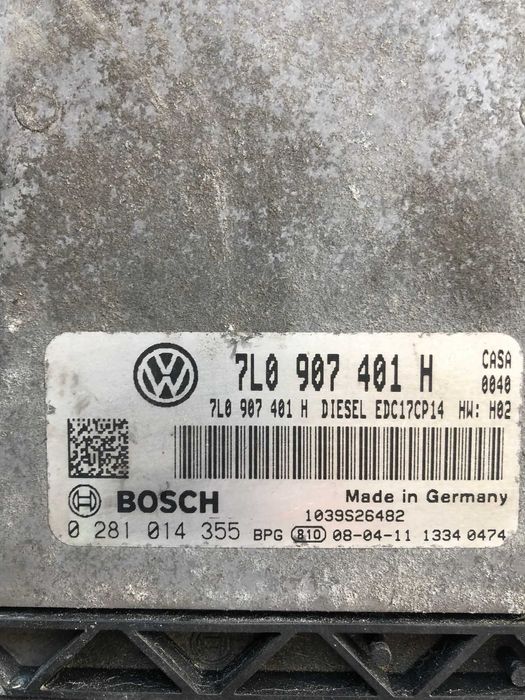 7L0 907 401 H CASA 0040
7L0 907 401 H DIESEL EDC17CP14 HW: H02
BOSCH
Made in Germany
1039S26482
0 281 014 355 BPG 810 08-04-11 1334 0474